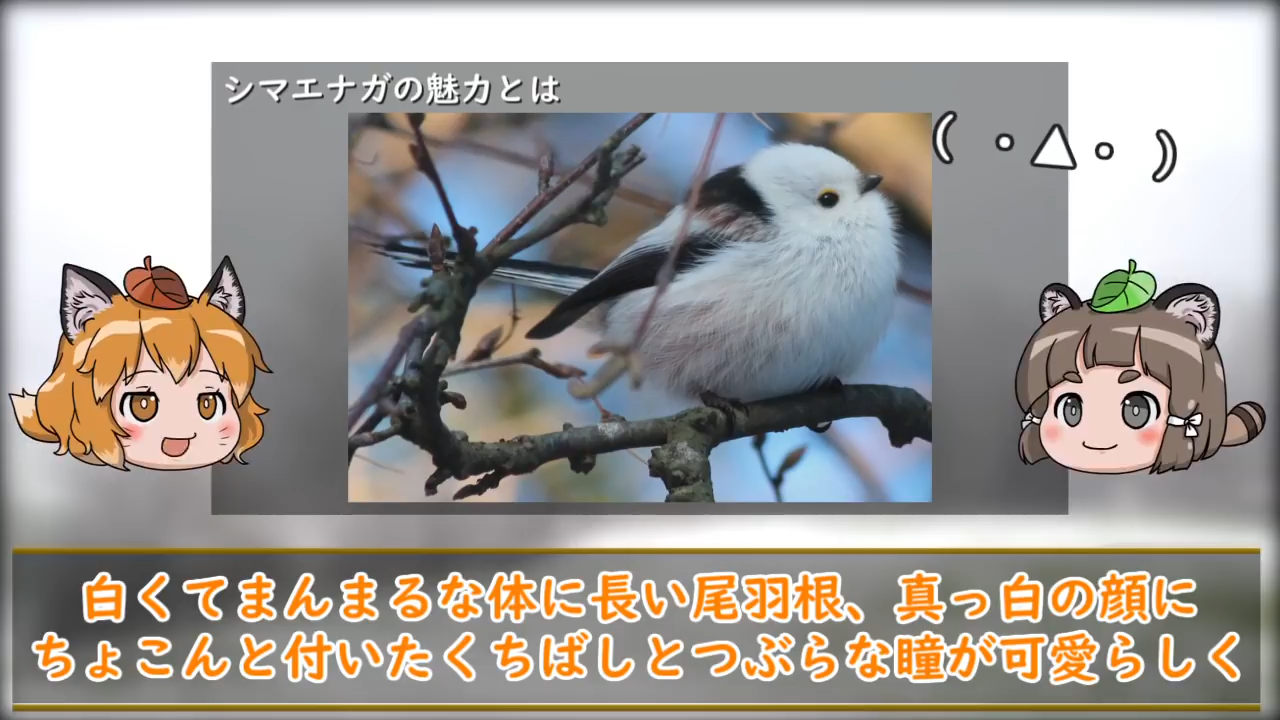 シマエナガの魅力とは
( ・△・ )
白くてまんまるな体に長い尾羽根、真っ白の顔に
ちょこんと付いたくちばしとつぶらな瞳が可愛らしく